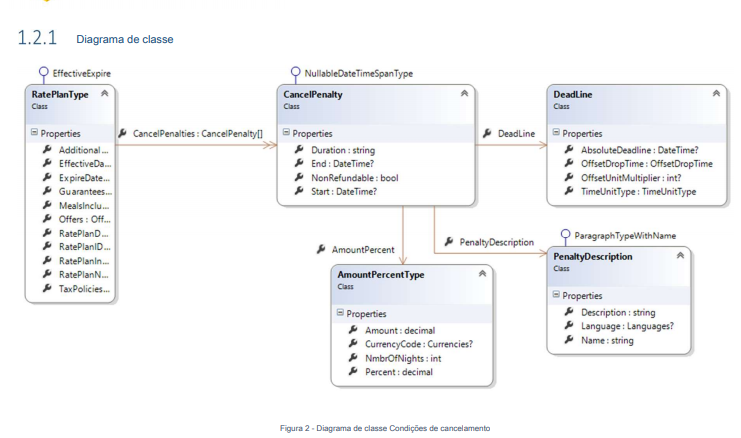 1.2.1 Diagrama de classe
EffectiveExpire
RatePlanType
Class
Properties
Additional ...
EffectiveDa...
ExpireDate...
Guarantees...
MealsInclu...
Offers : Off...
RatePlanD...
RatePlanID...
RatePlanIn...
RatePlanN...
TaxPolicies...
CancelPenalties : CancelPenalty[]
NullableDateTimeSpanType
CancelPenalty
Class
Properties
Duration : string
End : DateTime?
NonRefundable : bool
Start : DateTime?
DeadLine
DeadLine
Class
Properties
AbsoluteDeadline : DateTime?
OffsetDropTime : OffsetDropTime
OffsetUnitMultiplier : int?
TimeUnitType : TimeUnitType
AmountPercent
PenaltyDescription
AmountPercentType
Class
Properties
Amount : decimal
CurrencyCode : Currencies?
NmbrOfNights : int
Percent : decimal
ParagraphTypeWithName
PenaltyDescription
Class
Properties
Description : string
Language : Languages?
Name : string
Figura 2 - Diagrama de classe Condições de cancelamento